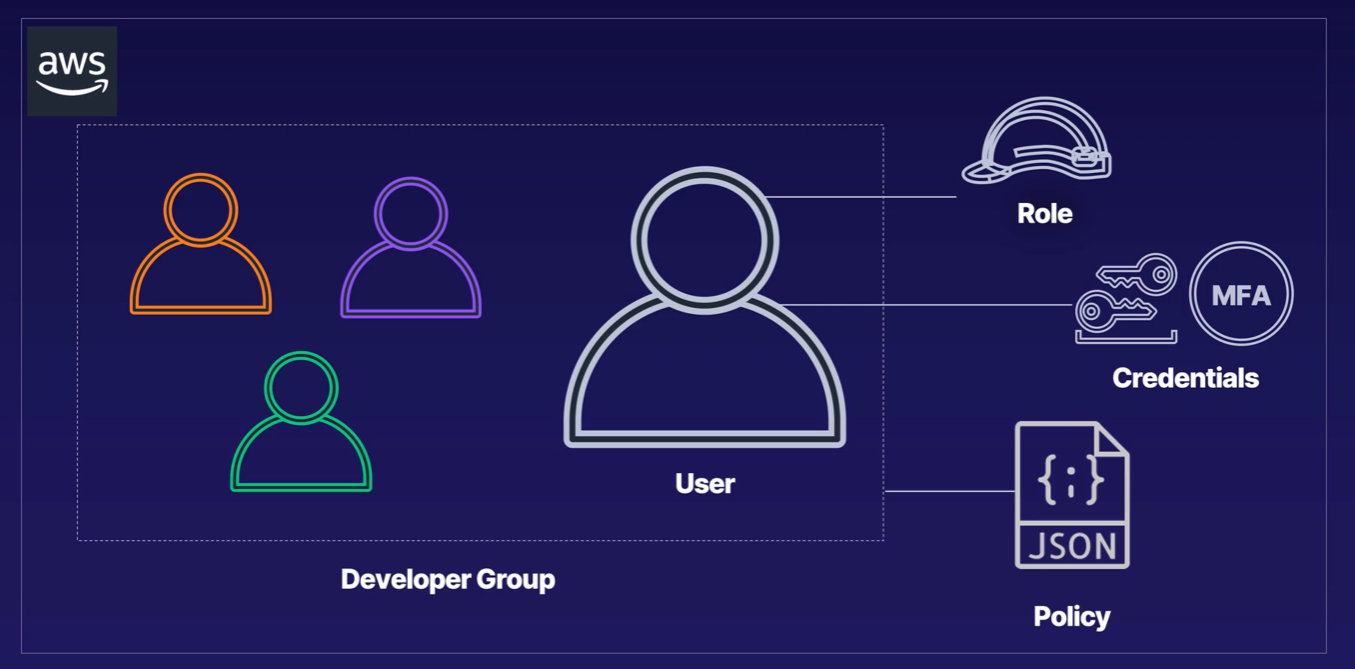 aws
Role
MFA
Credentials
User
{;}
JSON
Developer Group
Policy